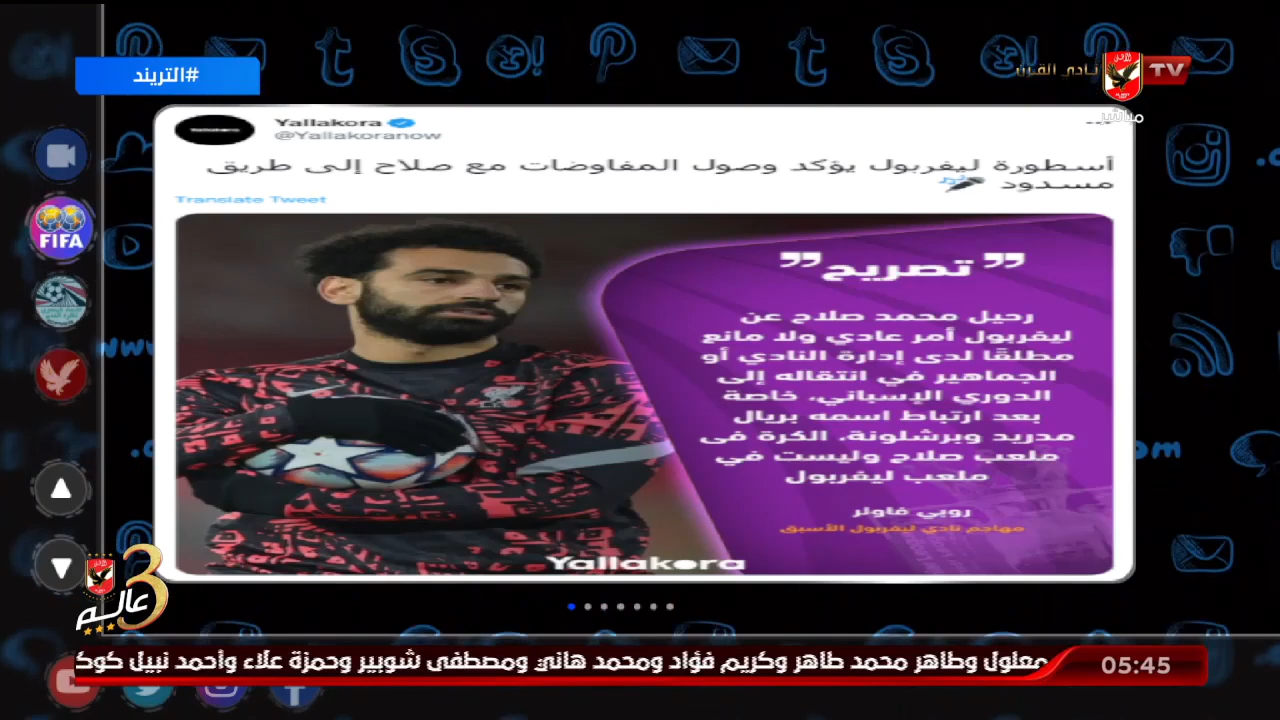 #التريند
نادي القرن
TV
مباشر
Yallakora
@Yallakoranow
أسطورة ليفربول يؤكد وصول المفاوضات مع صلاح إلى طريق
مسدود
Translate Tweet
" تصريح "
رحيل محمد صلاح عن
ليفربول أمر عادي ولا مانع
مطلقًا لدى إدارة النادي أو
الجماهير في انتقاله إلى
الدوري الإسباني، خاصة
بعد ارتباط اسمه بريال
مدريد وبرشلونة، الكرة فى
ملعب صلاح وليست في
ملعب ليفربول
روبي فاولر
مهاجم نادي ليفربول الأسبق
Yallakora
FIFA
3
عالم
معلول وطاهر محمد طاهر وكريم فؤاد ومحمد هاني ومصطفى شوبير وحمزة علاء وأحمد نبيل كوك
05:45